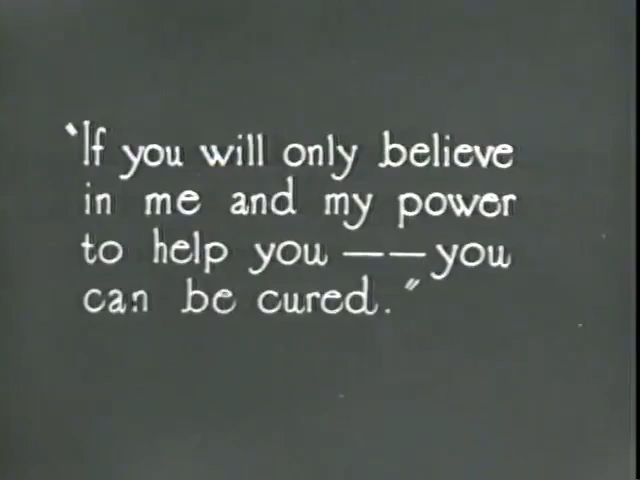 "If you will only believe
in me and my power
to help you —— you
can be cured."